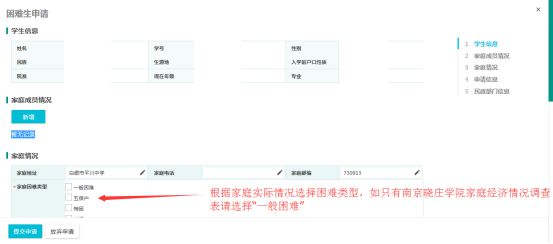 困难生申请
×
学生信息
姓名 学号 性别
民族 生源地 入学前户口性质
院系 现在年级 专业
家庭成员情况
新增
暂无记录
家庭情况
家庭地址 白银市平川中学 家庭电话 家庭邮编 730913
*家庭困难类型 一般困难
五保户
特困
根据家庭实际情况选择困难类型，如只有南京晓庄学院家庭经济情况调查
表请选择“一般困难”
提交申请 放弃申请
1 学生信息
2 家庭成员情况
3 家庭情况
4 申请信息
5 民政部门信息